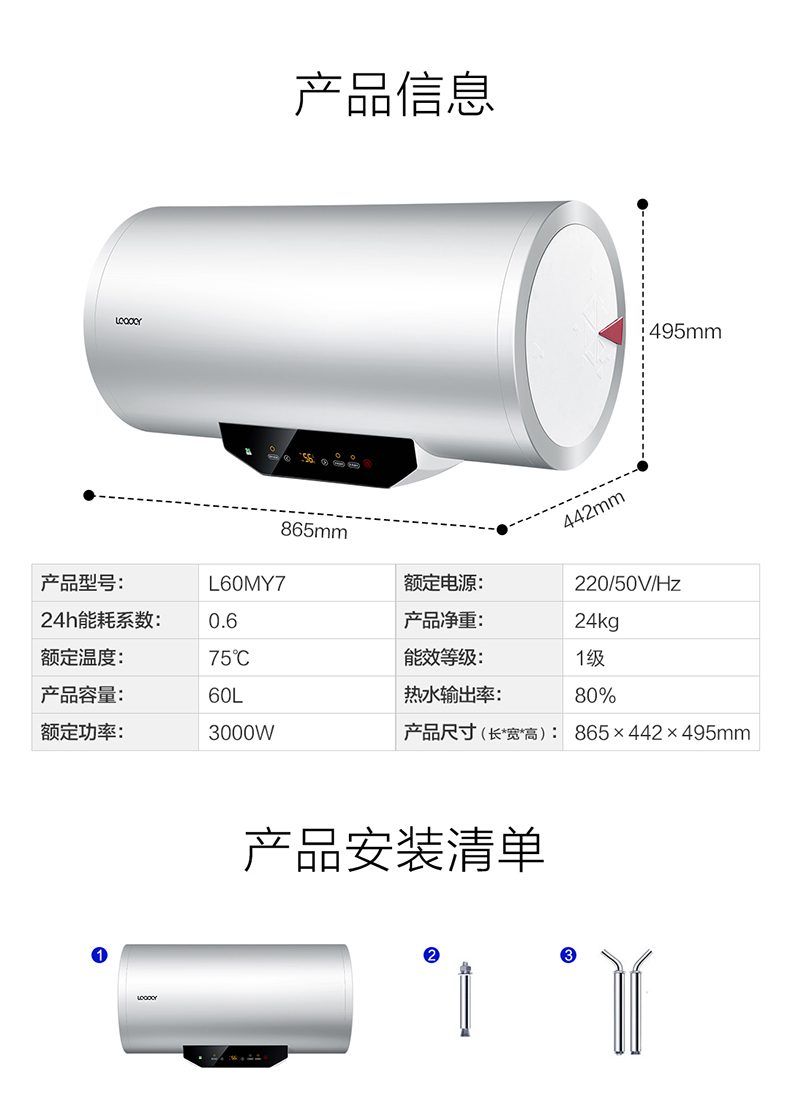 产品信息
Leader
495mm
56
442mm
865mm
产品型号： L60MY7 额定电源： 220/50V/Hz
24h能耗系数： 0.6 产品净重： 24kg
额定温度： 75℃ 能效等级： 1级
产品容量： 60L 热水输出率： 80%
额定功率： 3000W 产品尺寸（长*宽*高）： 865×442×495mm
产品安装清单
1 2 3
Leader